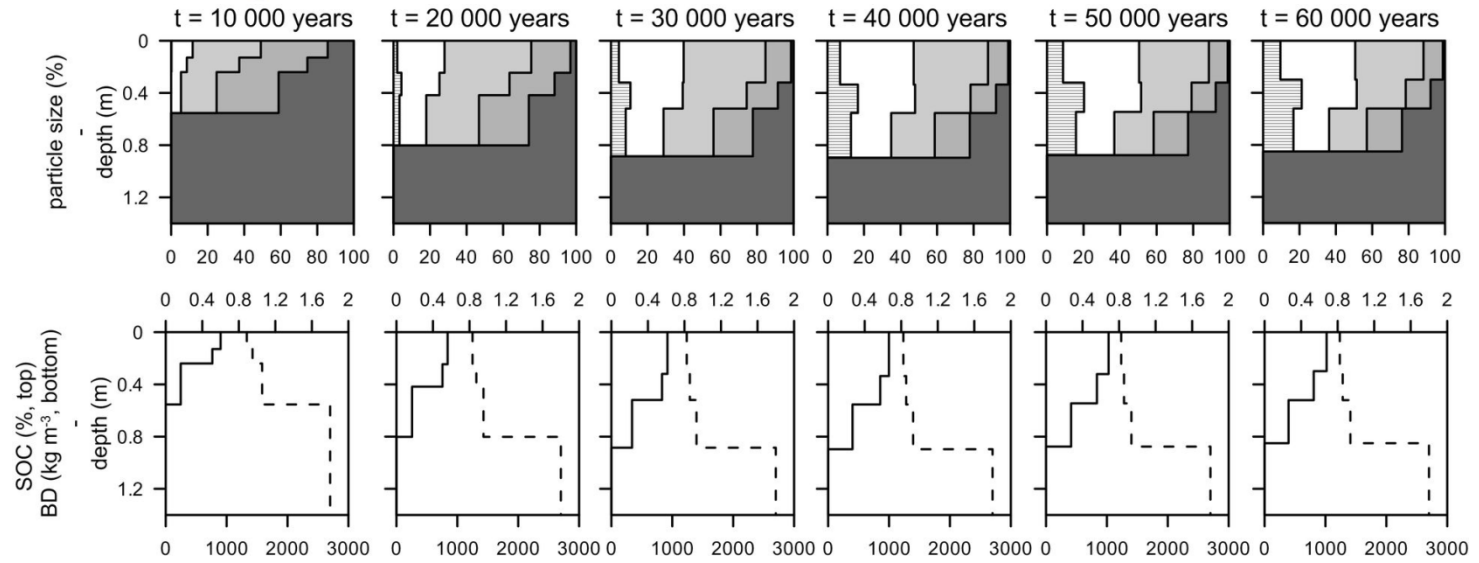 t = 10 000 years t = 20 000 years t = 30 000 years t = 40 000 years t = 50 000 years t = 60 000 years
particle size (%)
-
depth (m)
0
0.4
0.8
1.2
0 20 40 60 80 100 0 20 40 60 80 100 0 20 40 60 80 100 0 20 40 60 80 100 0 20 40 60 80 100 0 20 40 60 80 100
0 0.4 0.8 1.2 1.6 2 0 0.4 0.8 1.2 1.6 2 0 0.4 0.8 1.2 1.6 2 0 0.4 0.8 1.2 1.6 2 0 0.4 0.8 1.2 1.6 2 0 0.4 0.8 1.2 1.6 2
SOC (%, top)
BD (kg m⁻³, bottom)
-
depth (m)
0
0.4
0.8
1.2
0 1000 2000 3000 0 1000 2000 3000 0 1000 2000 3000 0 1000 2000 3000 0 1000 2000 3000 0 1000 2000 3000